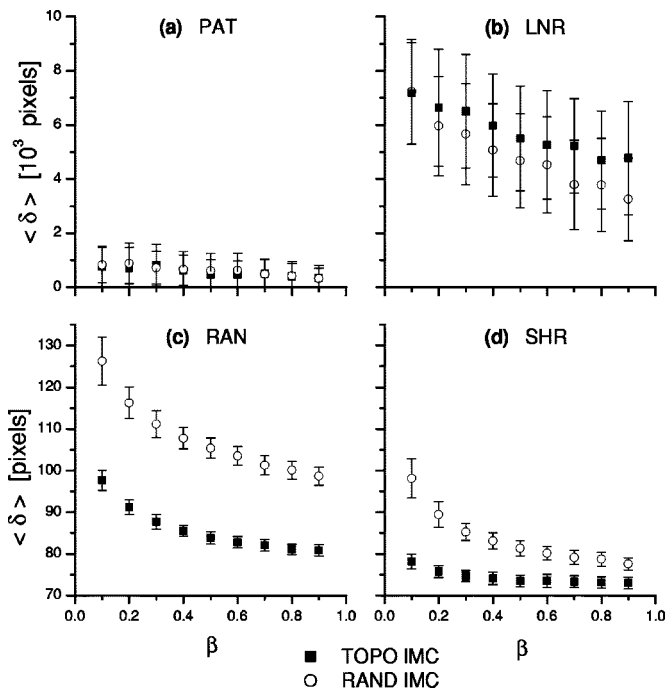 (a) PAT
(b) LNR
< δ > [10³ pixels]
10
8
6
4
2
0
(c) RAN
(d) SHR
< δ > [pixels]
130
120
110
100
90
80
70
0.0 0.2 0.4 0.6 0.8 0.0 0.2 0.4 0.6 0.8 1.0
β β
■ TOPO IMC
○ RAND IMC